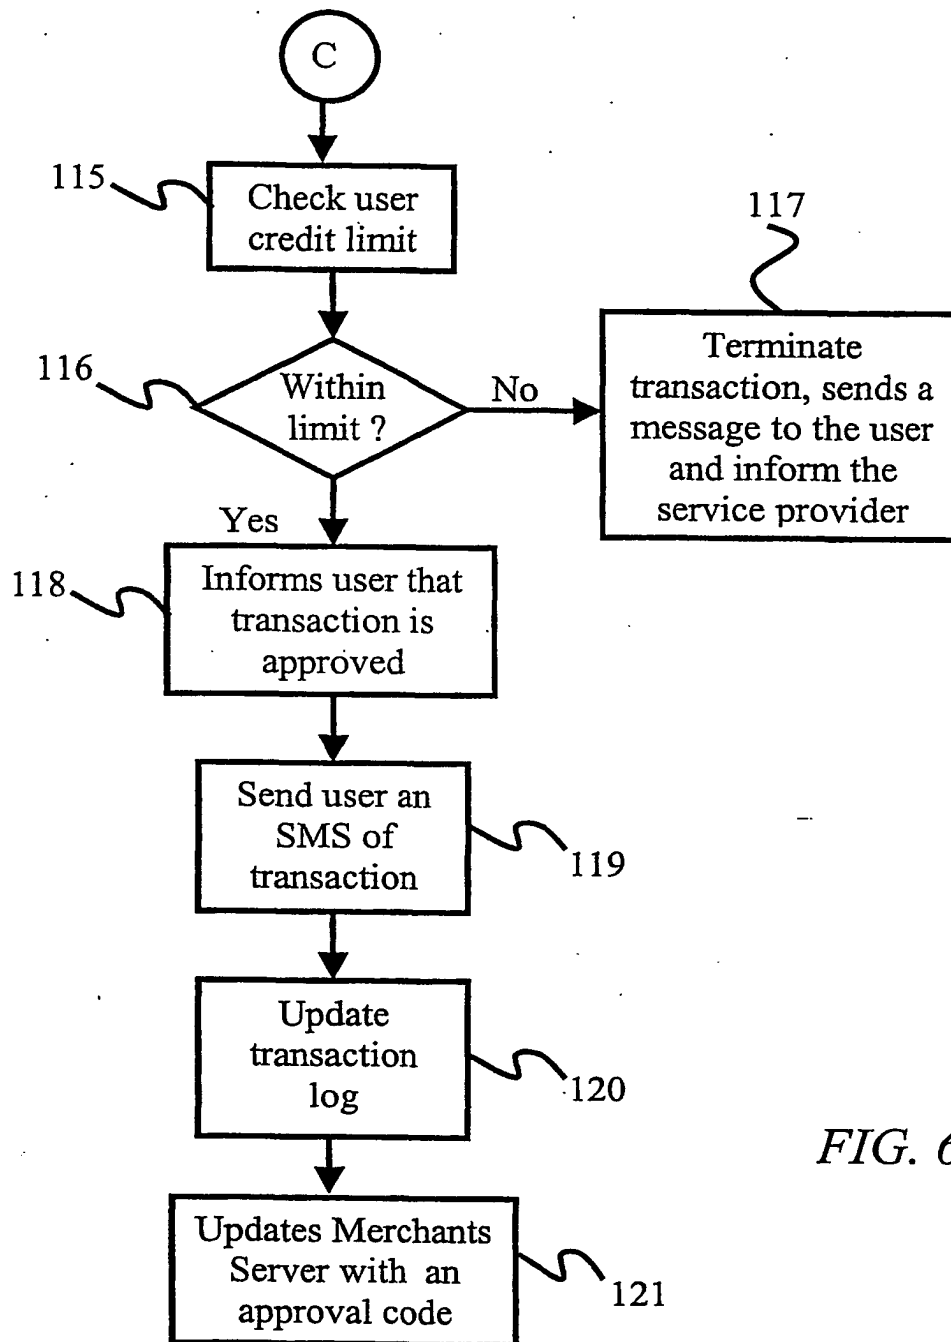 C
115
Check user
credit limit
117
116
Within
limit ?
No
Terminate
transaction, sends a
message to the user
and inform the
service provider
Yes
118
Informs user that
transaction is
approved
Send user an
SMS of
transaction
119
Update
transaction
log
120
FIG. 6
Updates Merchants
Server with an
approval code
121